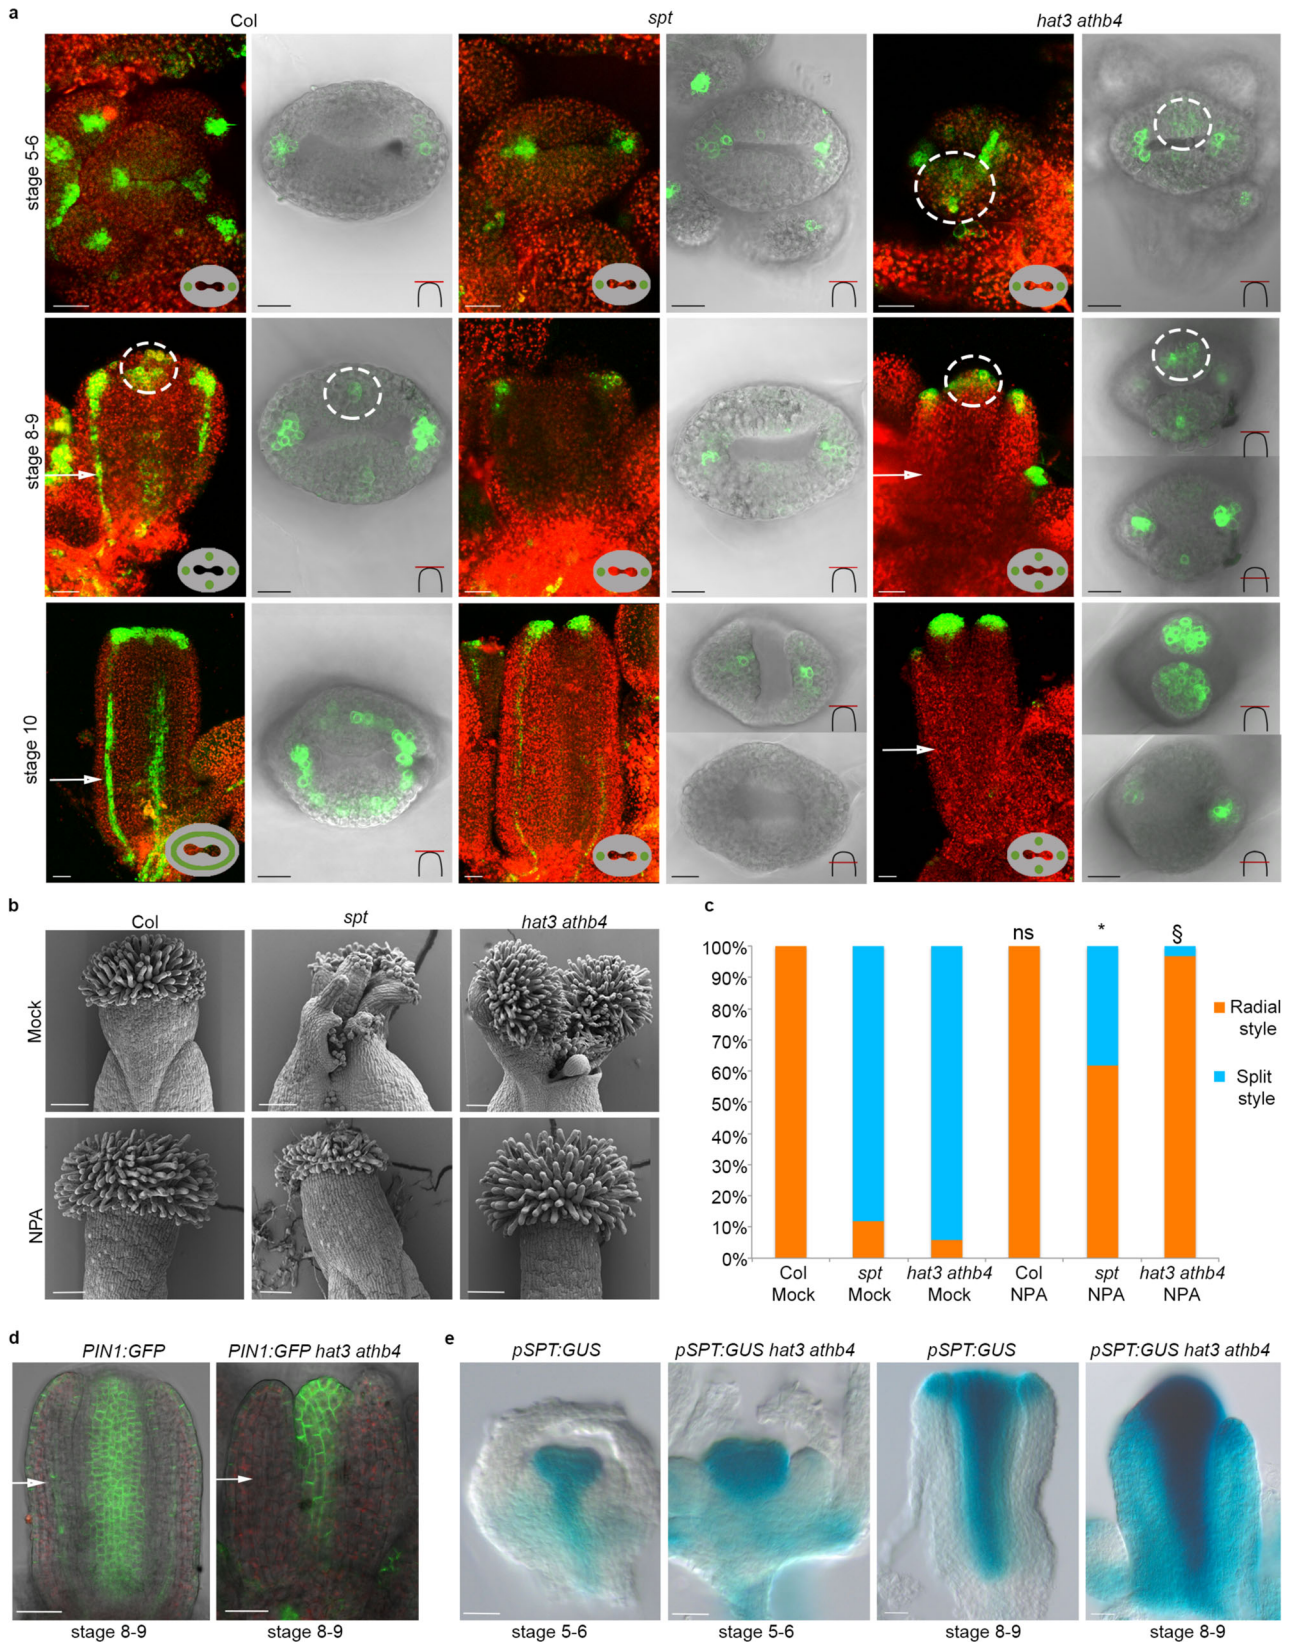 a
Col
spt
hat3 athb4
stage 5-6
stage 8-9
stage 10
b
Col
spt
hat3 athb4
Mock
NPA
c
ns
*
§
100%
90%
80%
70%
60%
50%
40%
30%
20%
10%
0%
Radial
style
Split
style
Col
Mock
spt
Mock
hat3 athb4
Mock
Col
NPA
spt
NPA
hat3 athb4
NPA
d
PIN1:GFP
PIN1:GFP hat3 athb4
stage 8-9
stage 8-9
e
pSPT:GUS
pSPT:GUS hat3 athb4
pSPT:GUS
pSPT:GUS hat3 athb4
stage 5-6
stage 5-6
stage 8-9
stage 8-9